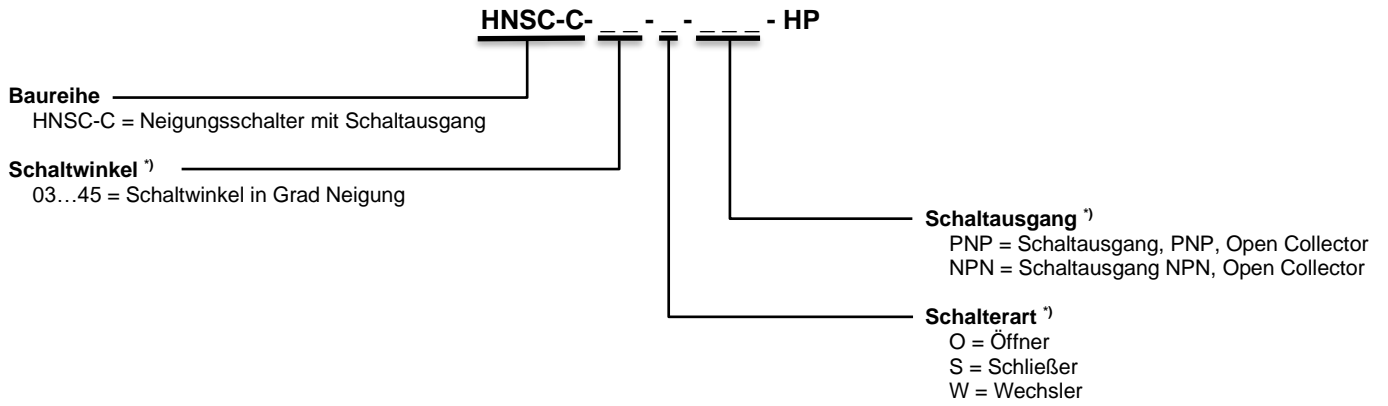 HNSC-C- _ _ - _ - _ _ _ - HP
Baureihe
HNSC-C = Neigungsschalter mit Schaltausgang
Schaltwinkel *)
03…45 = Schaltwinkel in Grad Neigung
Schaltausgang *)
PNP = Schaltausgang, PNP, Open Collector
NPN = Schaltausgang NPN, Open Collector
Schalterart *)
O = Öffner
S = Schließer
W = Wechsler